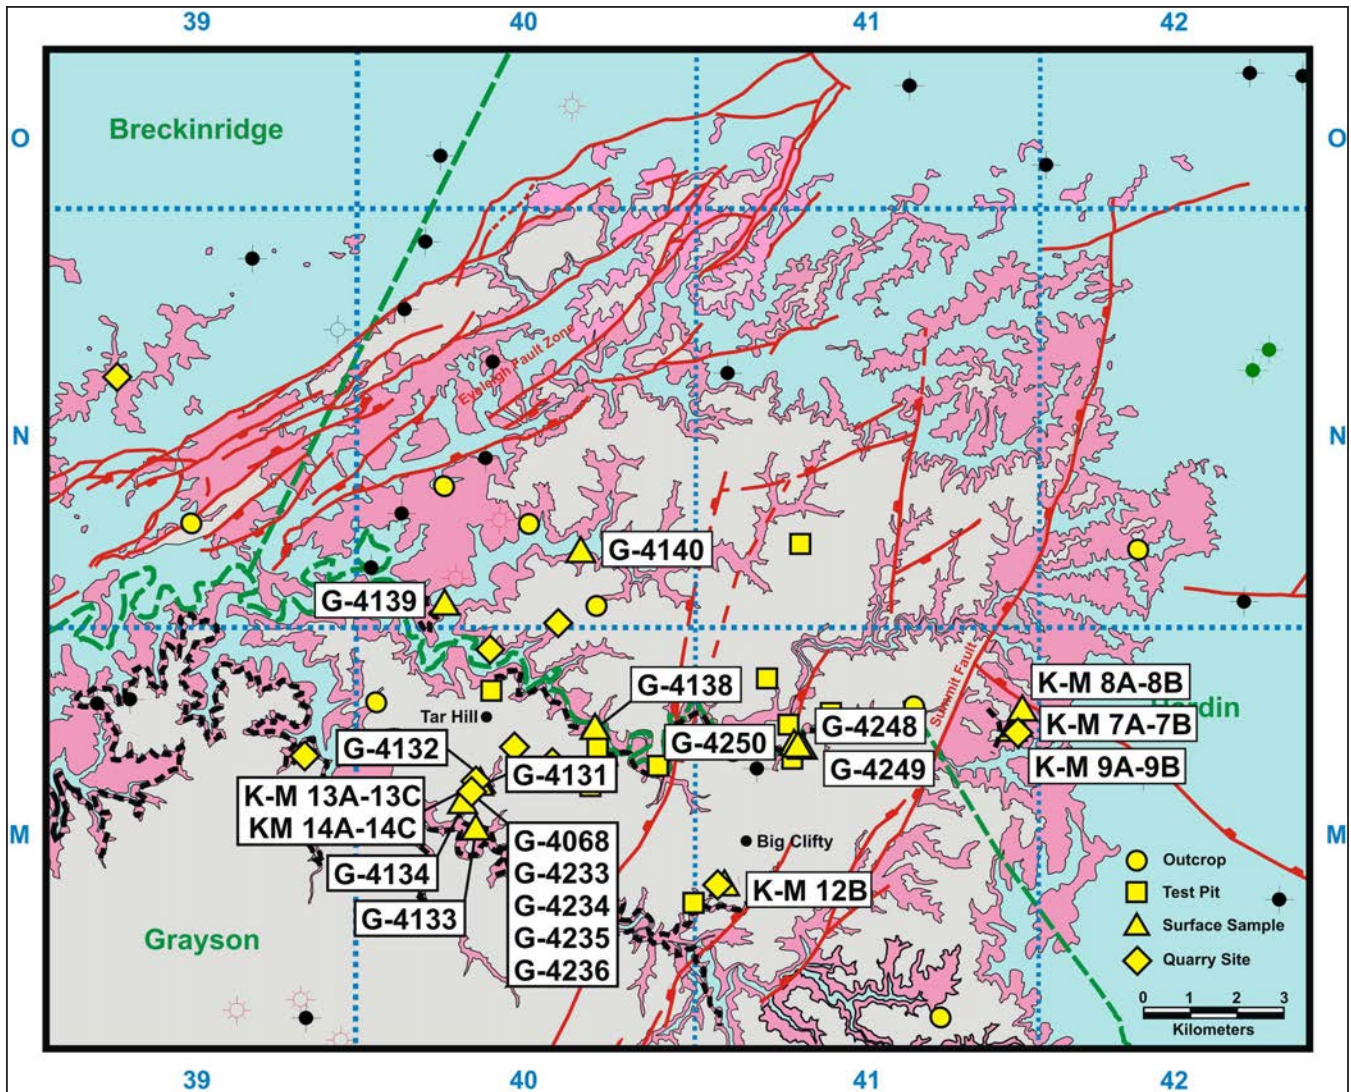 39 40 41 42
Breckinridge
O O
Eveleigh Fault Zone
N N
G-4140
G-4139
Summit Fault
G-4138
K-M 8A-8B
Hardin
Tar Hill
G-4132
G-4250
G-4248
K-M 7A-7B
G-4131
G-4249
K-M 9A-9B
K-M 13A-13C
KM 14A-14C
M M
G-4068
Big Clifty
G-4134
G-4233
K-M 12B
G-4133
G-4234
G-4235
G-4236
Grayson
Outcrop
Test Pit
Surface Sample
Quarry Site
0 1 2 3
Kilometers
39 40 41 42